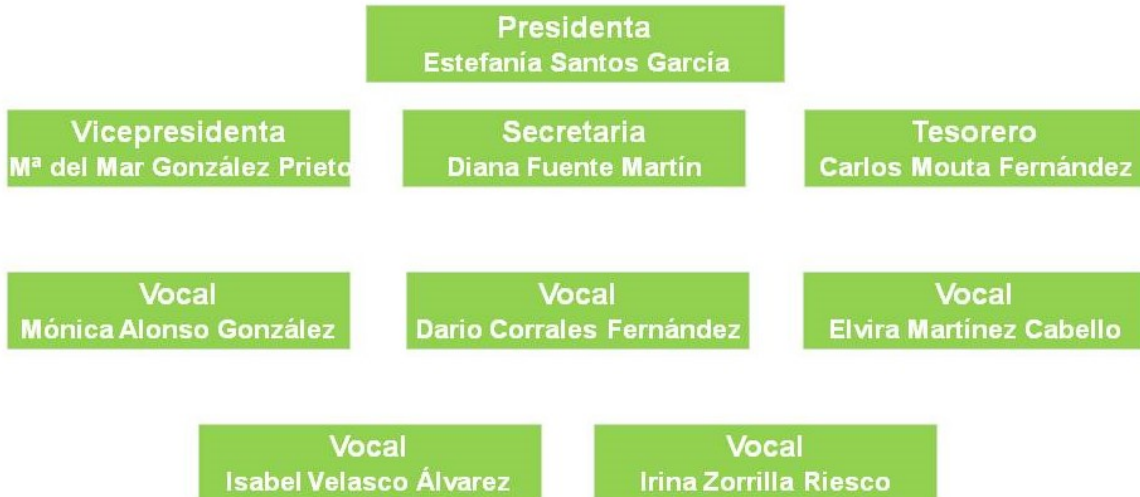 Presidenta
Estefanía Santos García
Vicepresidenta
Mª del Mar González Prieto
Secretaria
Diana Fuente Martín
Tesorero
Carlos Mouta Fernández
Vocal
Mónica Alonso González
Vocal
Dario Corrales Fernández
Vocal
Elvira Martínez Cabello
Vocal
Isabel Velasco Álvarez
Vocal
Irina Zorrilla Riesco